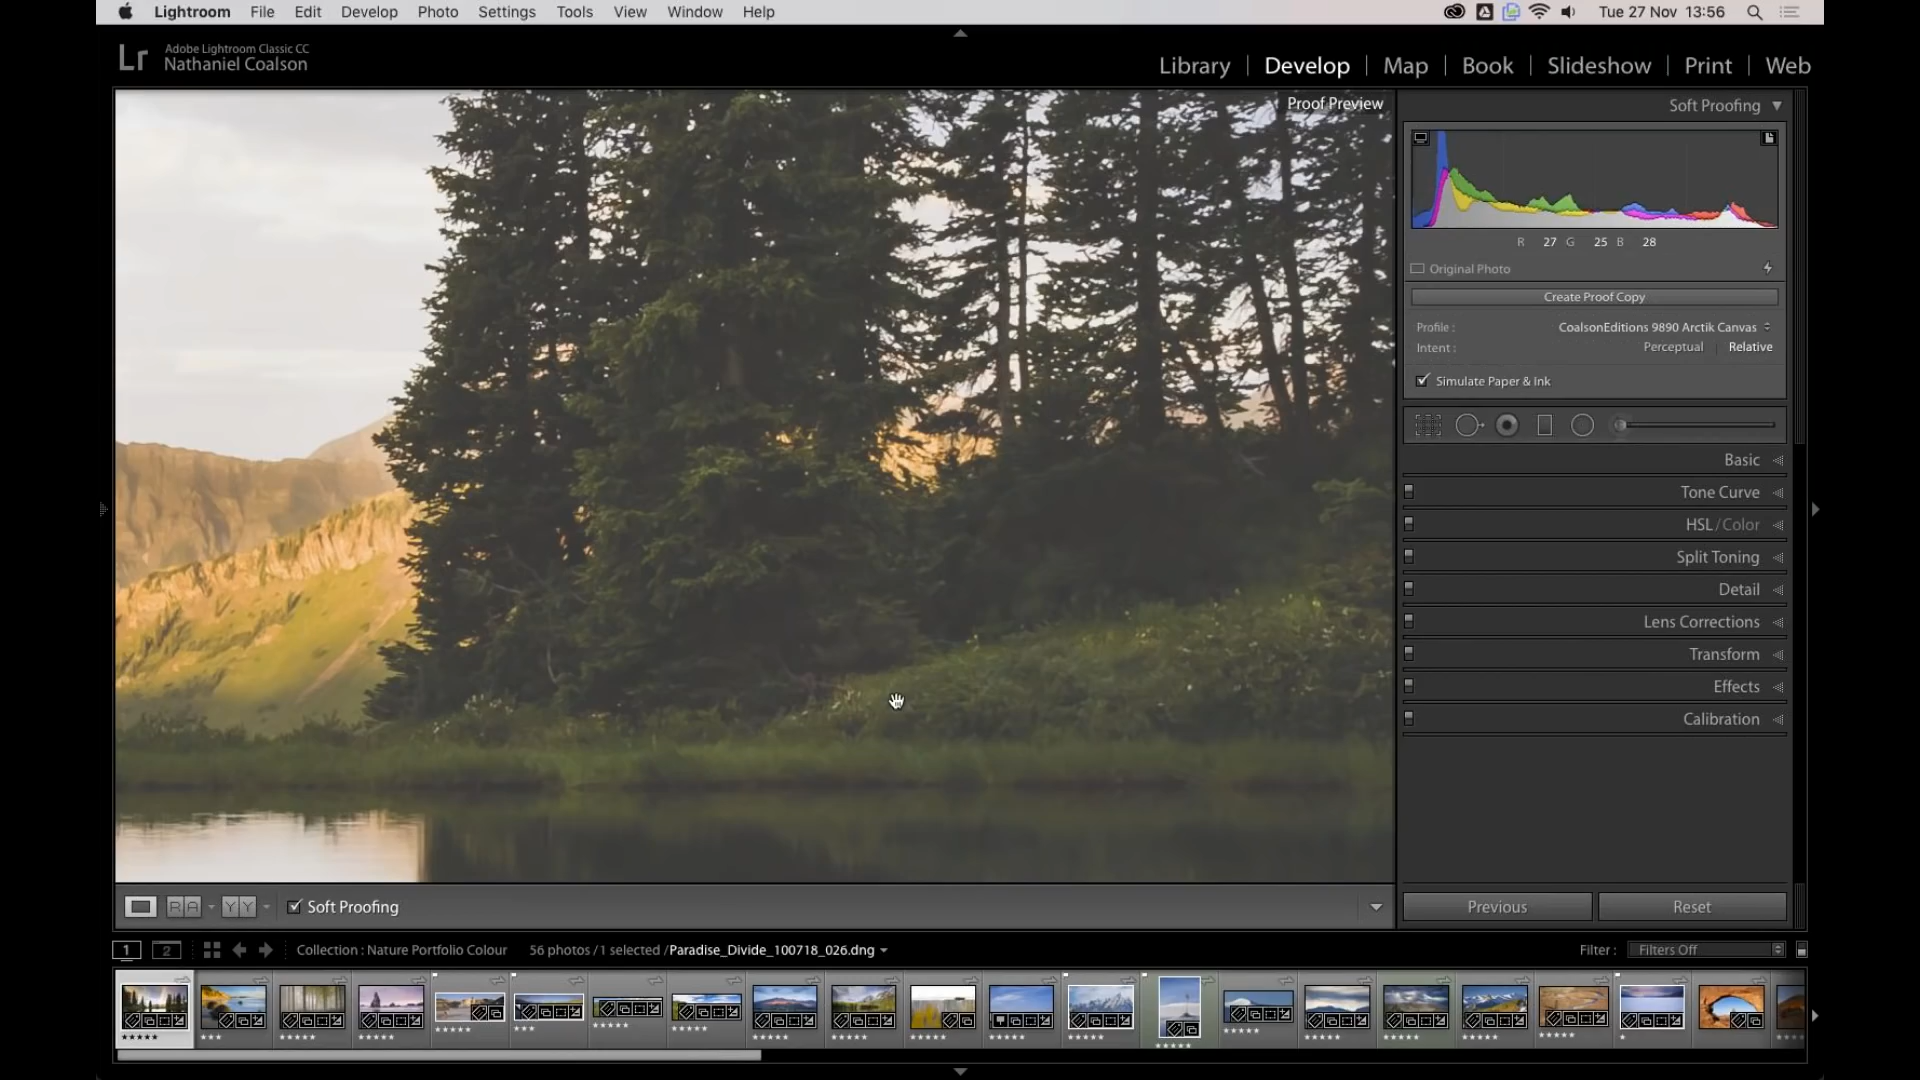 Lightroom File Edit Develop Photo Settings Tools View Window Help Tue 27 Nov 13:56
Lr Adobe Lightroom Classic CC
Nathaniel Coalson
Library | Develop | Map | Book | Slideshow | Print | Web
Proof Preview
Soft Proofing
R 27 G 25 B 28
Original Photo
Create Proof Copy
Profile : CoalsonEditions 9890 Arctik Canvas
Intent : Perceptual Relative
Simulate Paper & Ink
Basic
Tone Curve
HSL / Color
Split Toning
Detail
Lens Corrections
Transform
Effects
Calibration
R A Y Y Soft Proofing
Previous Reset
1 2 Collection : Nature Portfolio Colour 56 photos / 1 selected / Paradise_Divide_100718_026.dng Filter : Filters Off